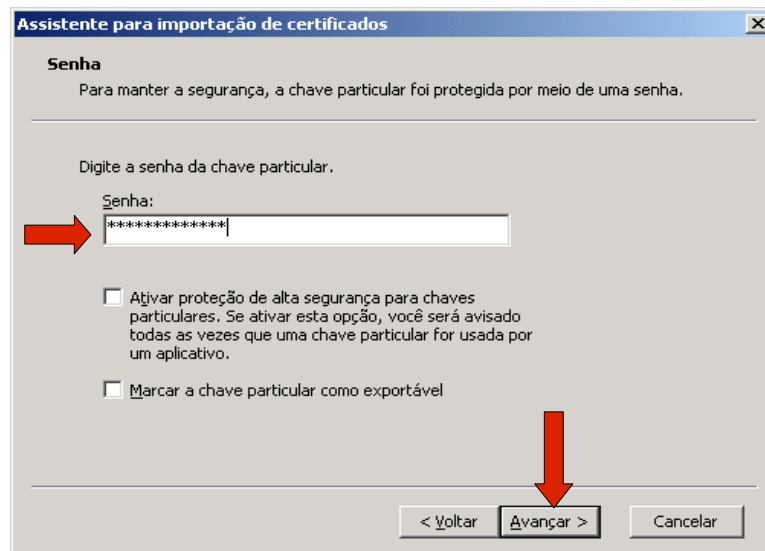 Assistente para importação de certificados
Senha
Para manter a segurança, a chave particular foi protegida por meio de uma senha.
Digite a senha da chave particular.
Senha:
*************
Ativar proteção de alta segurança para chaves
particulares. Se ativar esta opção, você será avisado
todas as vezes que uma chave particular for usada por
um aplicativo.
Marcar a chave particular como exportável
< Voltar Avançar > Cancelar